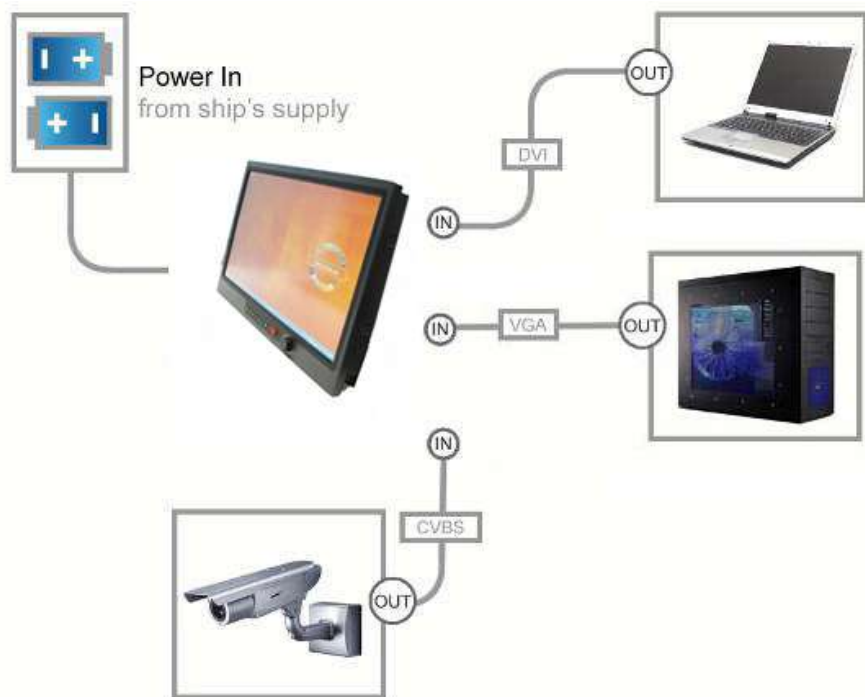 Power In
from ship's supply
OUT
DVI
IN
IN
VGA
OUT
IN
CVBS
OUT